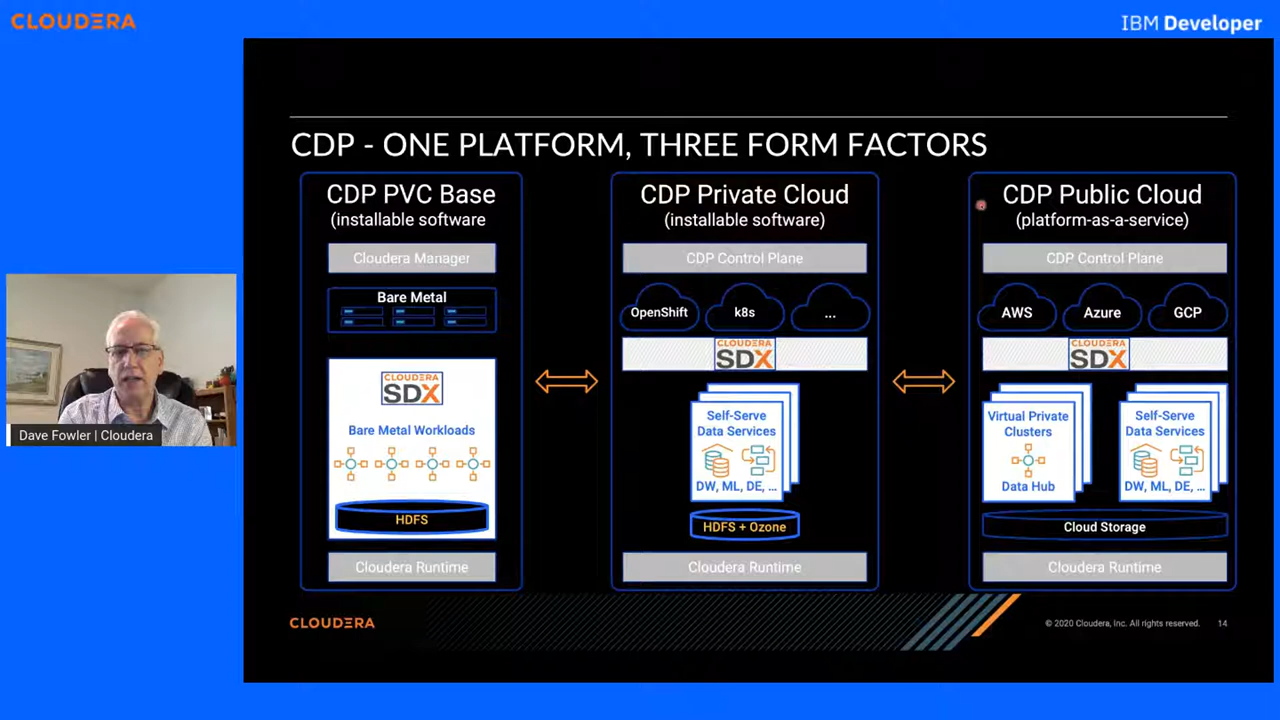 CLOUDERA
IBM Developer
CDP - ONE PLATFORM, THREE FORM FACTORS
CDP PVC Base
(installable software
Cloudera Manager
Bare Metal
CLOUDERA
SDX
Bare Metal Workloads
HDFS
Cloudera Runtime
CDP Private Cloud
(installable software)
CDP Control Plane
OpenShift
k8s
...
CLOUDERA
SDX
Self-Serve
Data Services
DW, ML, DE, ...
HDFS + Ozone
Cloudera Runtime
CDP Public Cloud
(platform-as-a-service)
CDP Control Plane
AWS
Azure
GCP
CLOUDERA
SDX
Virtual Private
Clusters
Data Hub
Self-Serve
Data Services
DW, ML, DE, ...
Cloud Storage
Cloudera Runtime
Dave Fowler | Cloudera
CLOUDERA
© 2020 Cloudera, Inc. All rights reserved.
14